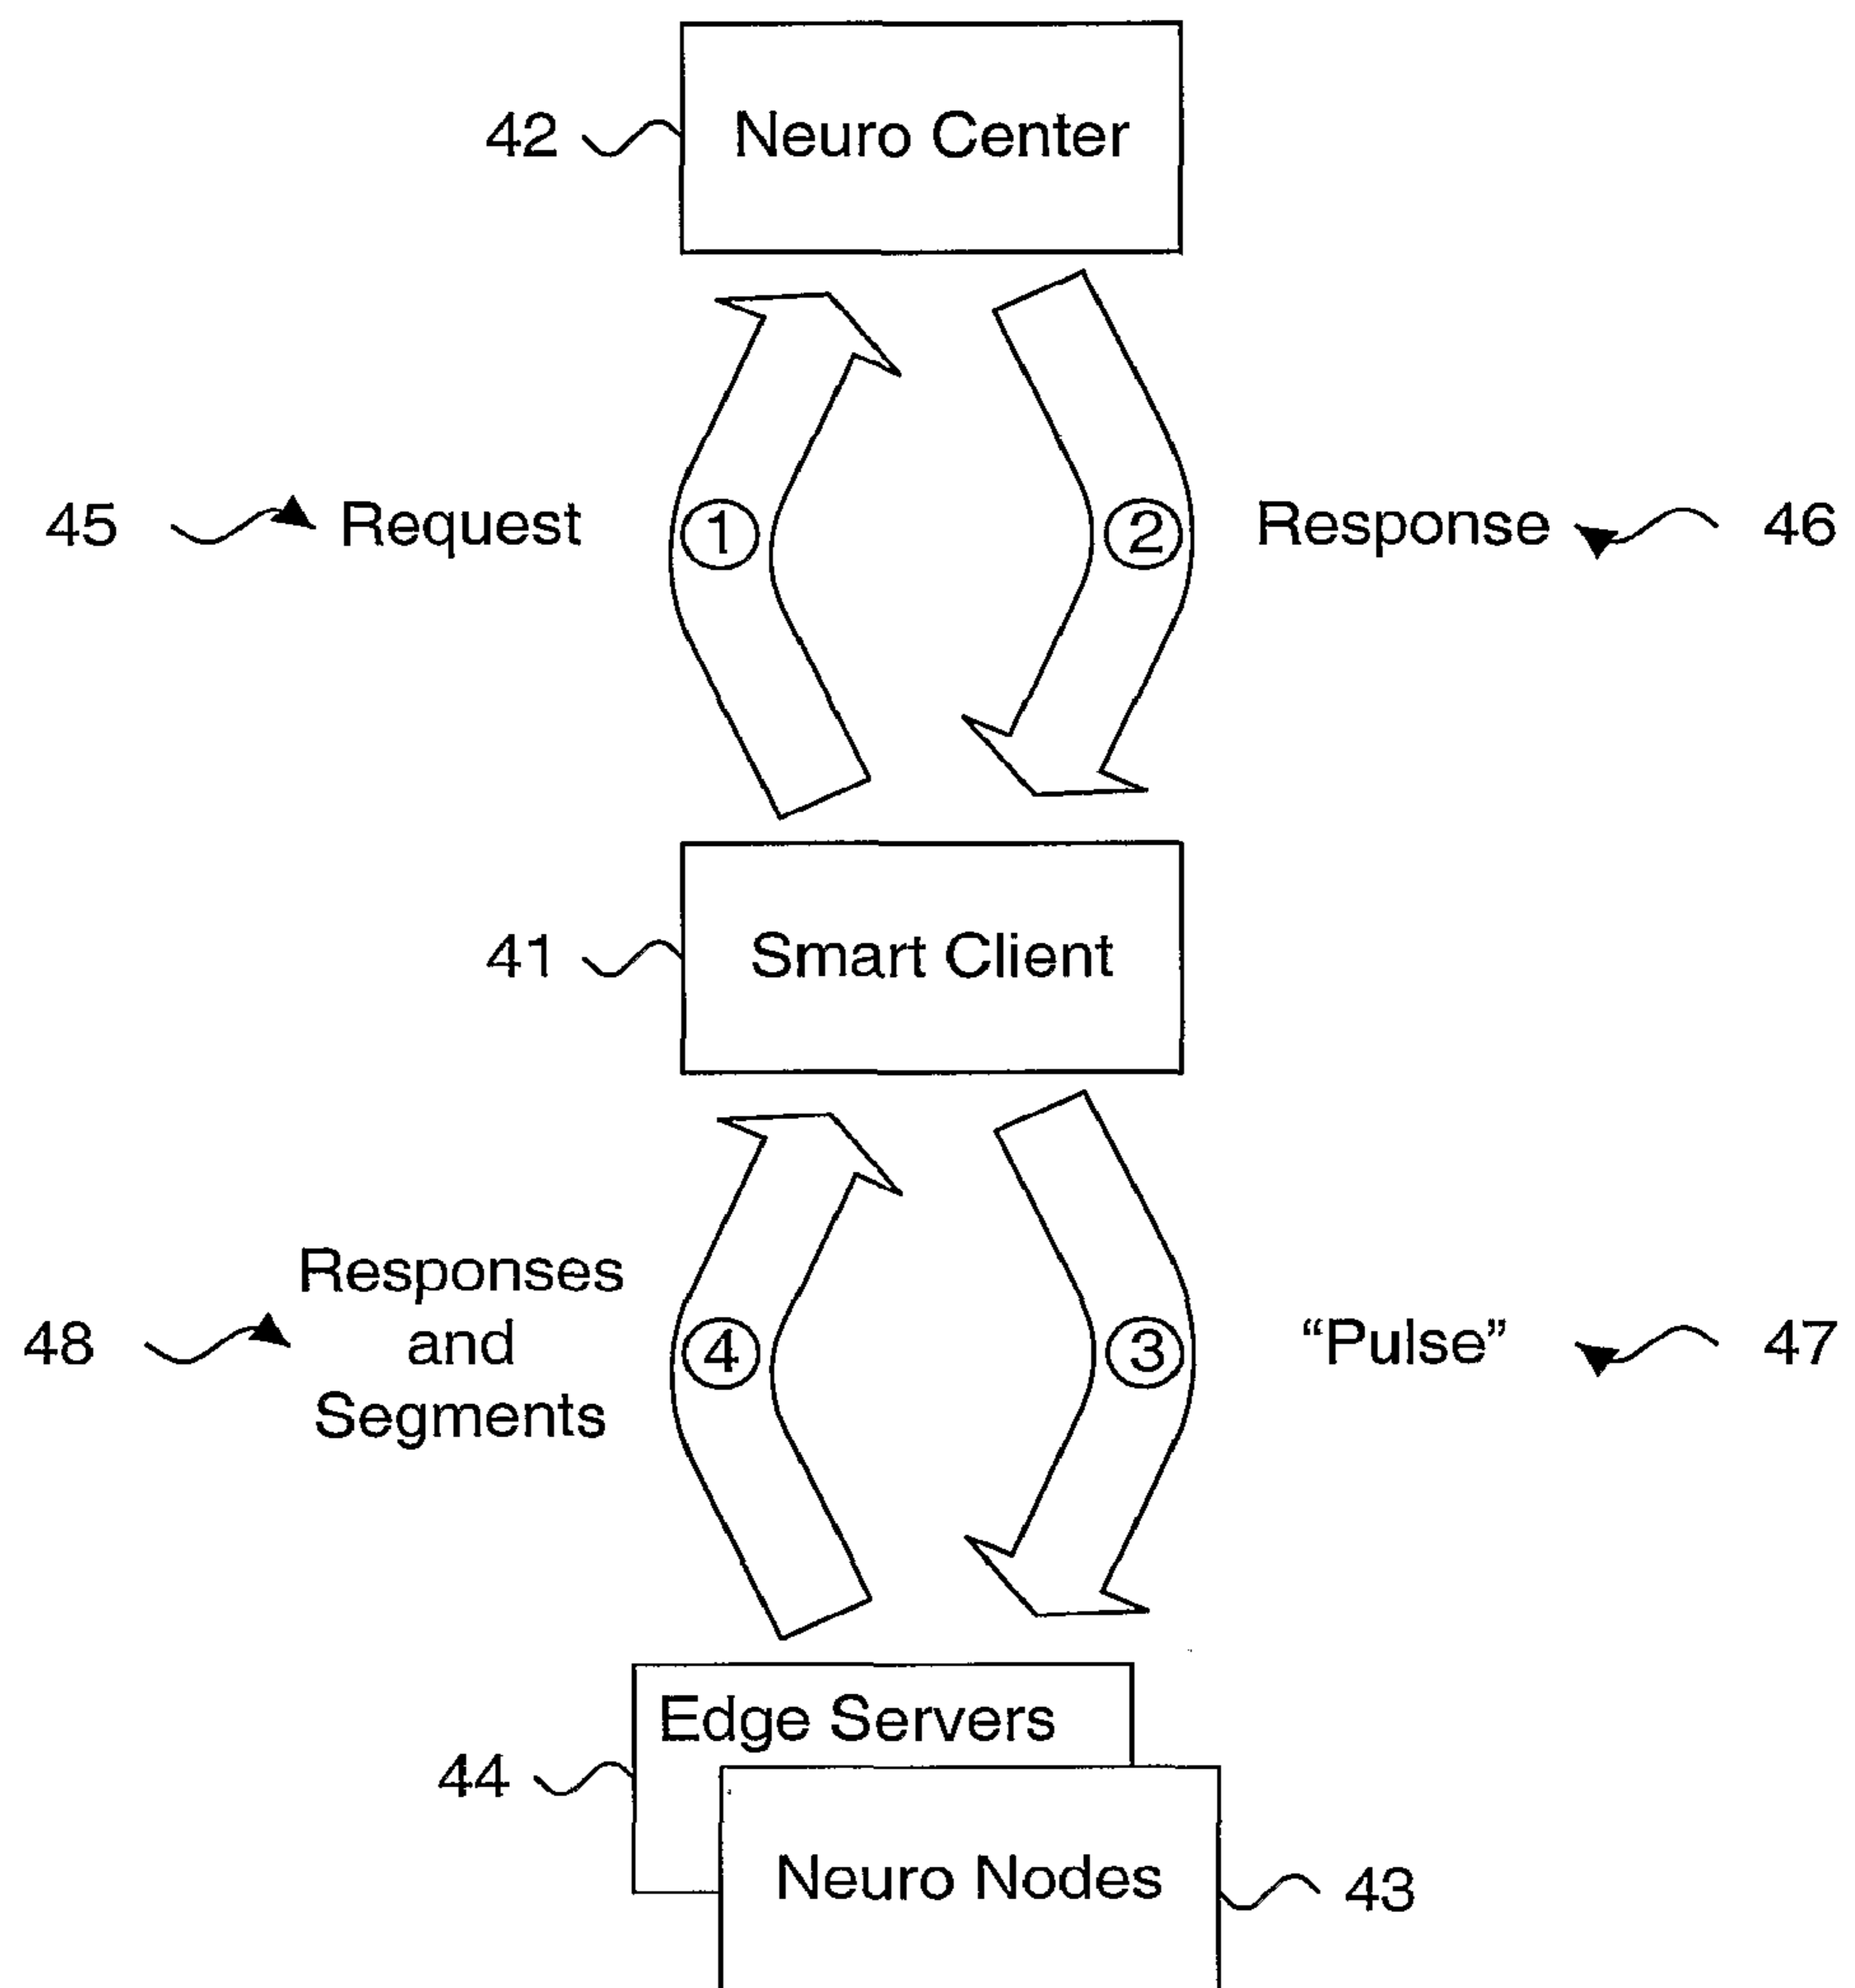 42
Neuro Center
45
Request
1
2
Response
46
41
Smart Client
48
Responses
and
Segments
4
3
“Pulse”
47
Edge Servers
44
Neuro Nodes
43